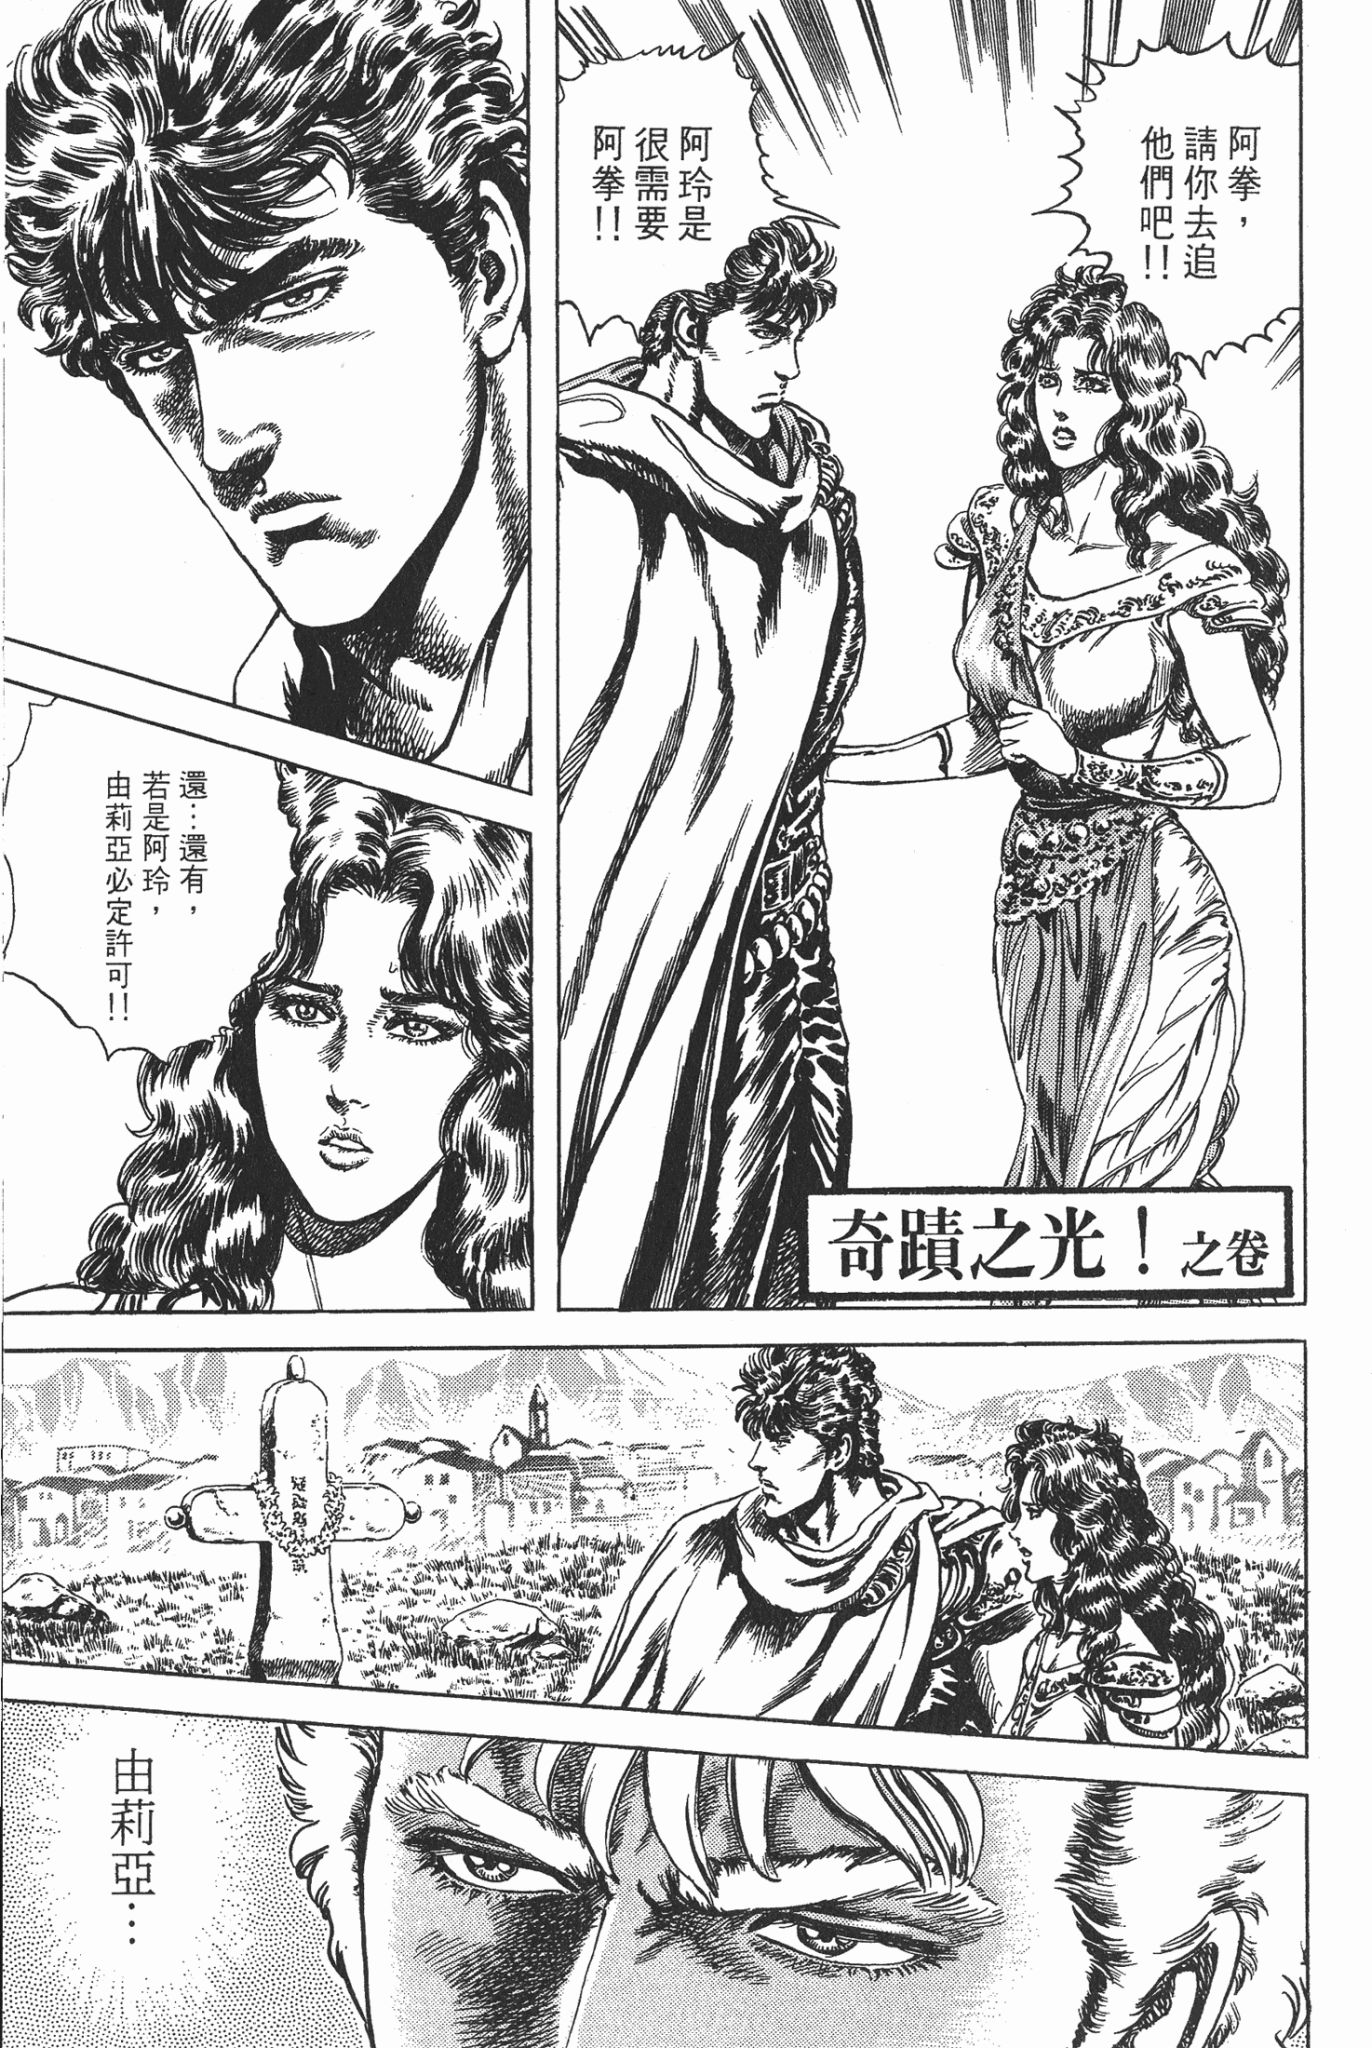 阿拳，
請你去追
他們吧!!
阿玲是
很需要
阿拳!!
奇蹟之光！之卷
還…還有，
若是阿玲，
由莉亞必定許可!!
由莉亞…